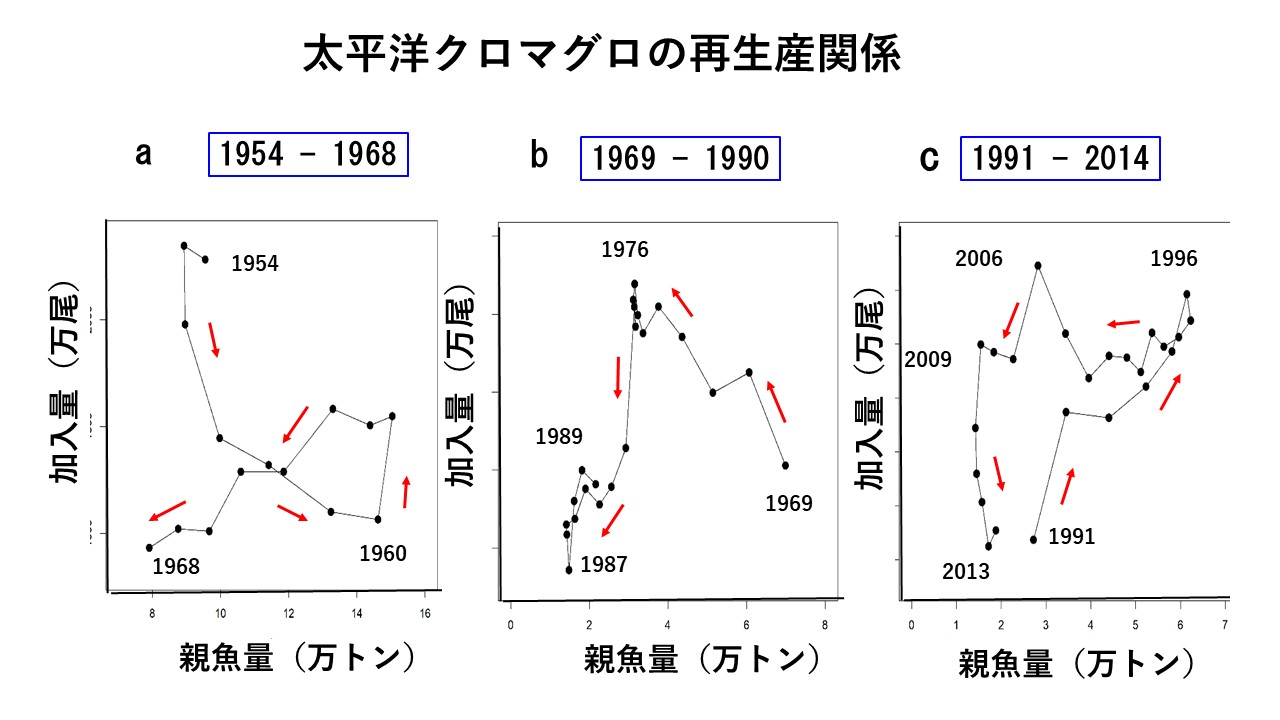 太平洋クロマグロの再生産関係
a
1954 - 1968
b
1969 - 1990
c
1991 - 2014
加入量（万尾）
1954
1960
1968
8
10
12
14
16
親魚量（万トン）
加入量（万尾）
1976
1989
1969
1987
0
2
4
6
8
親魚量（万トン）
加入量（万尾）
2006
1996
2009
1991
2013
0
1
2
3
4
5
6
7
親魚量（万トン）